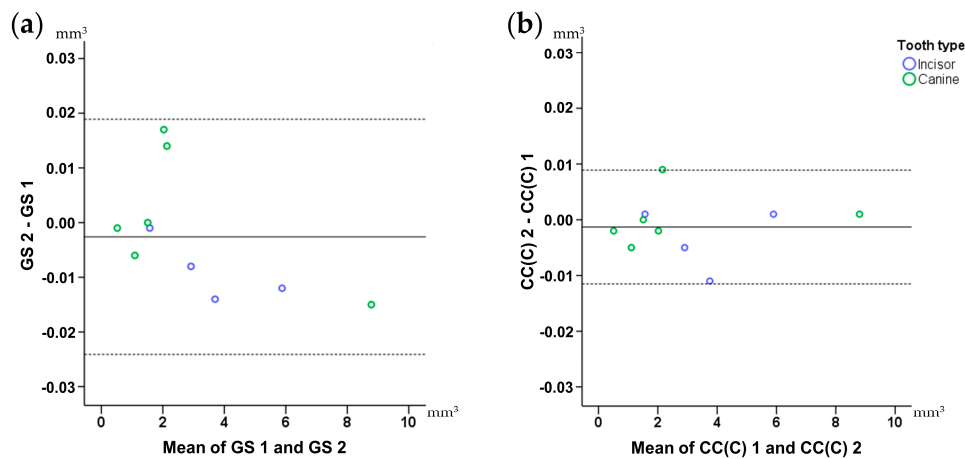 (a)
mm³
0.03
0.02
0.01
0.00
-0.01
-0.02
-0.03
GS 2 - GS 1
0 2 4 6 8 10
mm³
Mean of GS 1 and GS 2
(b)
mm³
0.03
0.02
0.01
0.00
-0.01
-0.02
-0.03
CC(C) 2 - CC(C) 1
0 2 4 6 8 10
mm³
Mean of CC(C) 1 and CC(C) 2
Tooth type
Incisor
Canine